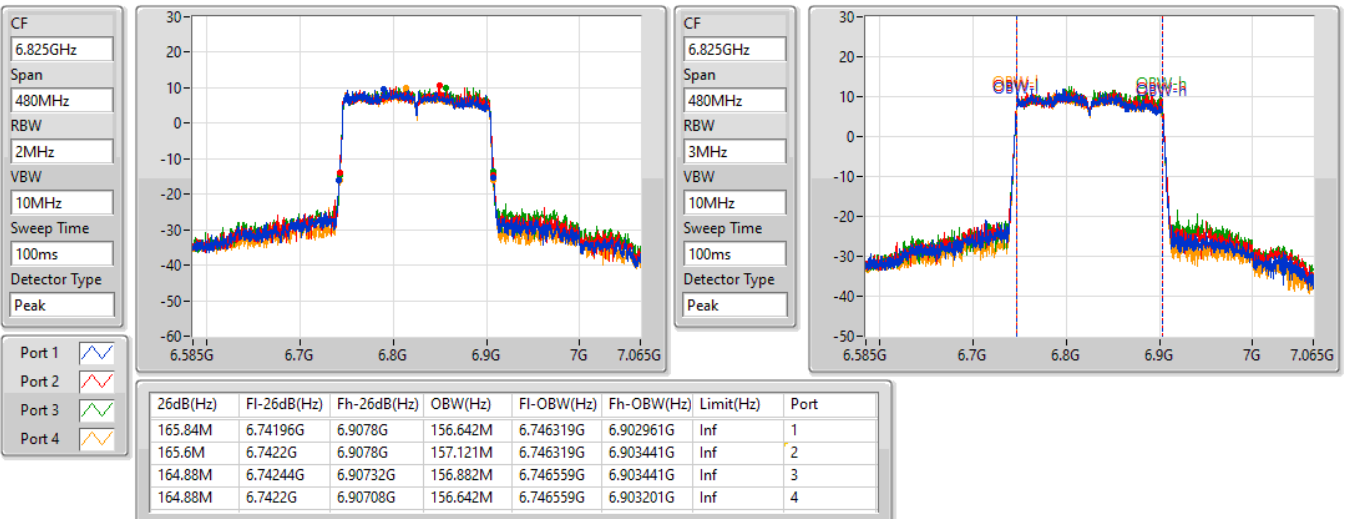 CF
6.825GHz
Span
480MHz
RBW
2MHz
VBW
10MHz
Sweep Time
100ms
Detector Type
Peak
Port 1
Port 2
Port 3
Port 4
30
20
10
0
-10
-20
-30
-40
-50
-60
6.585G 6.7G 6.8G 6.9G 7G 7.065G
CF
6.825GHz
Span
480MHz
RBW
3MHz
VBW
10MHz
Sweep Time
100ms
Detector Type
Peak
30
20
10
0
-10
-20
-30
-40
-50
OBW-l OBW-h
6.585G 6.7G 6.8G 6.9G 7G 7.065G
26dB(Hz) Fl-26dB(Hz) Fh-26dB(Hz) OBW(Hz) Fl-OBW(Hz) Fh-OBW(Hz) Limit(Hz) Port
165.84M 6.74196G 6.9078G 156.642M 6.746319G 6.902961G Inf 1
165.6M 6.7422G 6.9078G 157.121M 6.746319G 6.903441G Inf 2
164.88M 6.74244G 6.90732G 156.882M 6.746559G 6.903441G Inf 3
164.88M 6.7422G 6.90708G 156.642M 6.746559G 6.903201G Inf 4